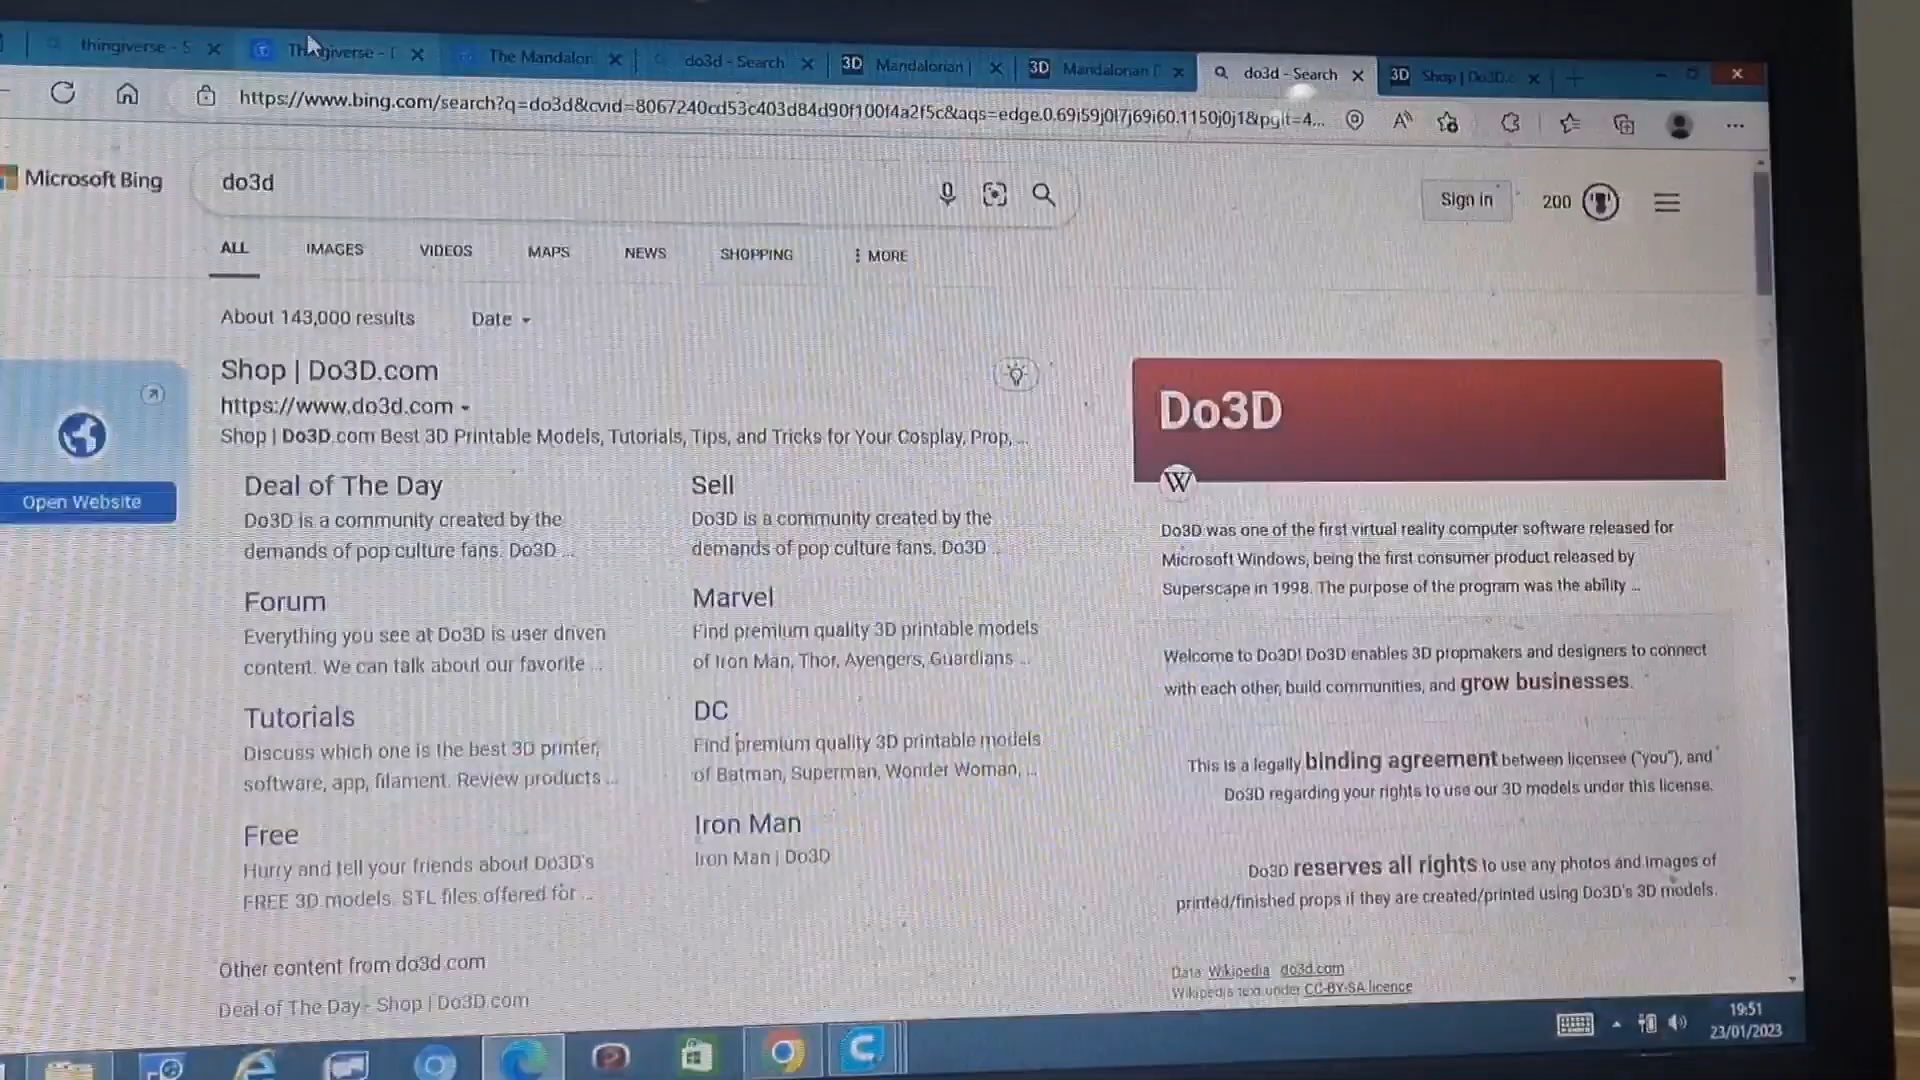 thingiverse - S
Thingiverse - D
The Mandalor
do3d - Search
3D Mandalorian |
3D Mandalorian D
do3d - Search
3D Shop | Do3D.c
https://www.bing.com/search?q=do3d&cvid=8067240cd53c403d84d90f100f4a2f5c&aqs=edge.0.69i59j0l7j69i60.1150j0j1&pglt=4...
Microsoft Bing
do3d
Sign in
200
ALL
IMAGES
VIDEOS
MAPS
NEWS
SHOPPING
MORE
About 143,000 results
Date
Shop | Do3D.com
https://www.do3d.com
Shop | Do3D.com Best 3D Printable Models, Tutorials, Tips, and Tricks for Your Cosplay, Prop, ...
Open Website
Deal of The Day
Do3D is a community created by the
demands of pop culture fans. Do3D ...
Forum
Everything you see at Do3D is user driven
content. We can talk about our favorite ...
Tutorials
Discuss which one is the best 3D printer,
software, app, filament. Review products ...
Free
Hurry and tell your friends about Do3D's
FREE 3D models. STL files offered for ...
Sell
Do3D is a community created by the
demands of pop culture fans. Do3D ...
Marvel
Find premium quality 3D printable models
of Iron Man, Thor, Avengers, Guardians ...
DC
Find premium quality 3D printable models
of Batman, Superman, Wonder Woman, ...
Iron Man
Iron Man | Do3D
Other content from do3d.com
Deal of The Day - Shop | Do3D.com
Do3D
W
Do3D was one of the first virtual reality computer software released for
Microsoft Windows, being the first consumer product released by
Superscape in 1998. The purpose of the program was the ability ...
Welcome to Do3D! Do3D enables 3D propmakers and designers to connect
with each other, build communities, and grow businesses.
This is a legally binding agreement between licensee ("you"), and
Do3D regarding your rights to use our 3D models under this license.
Do3D reserves all rights to use any photos and images of
printed/finished props if they are created/printed using Do3D's 3D models.
Data: Wikipedia do3d.com
Wikipedia text under CC-BY-SA licence
19:51
23/01/2023